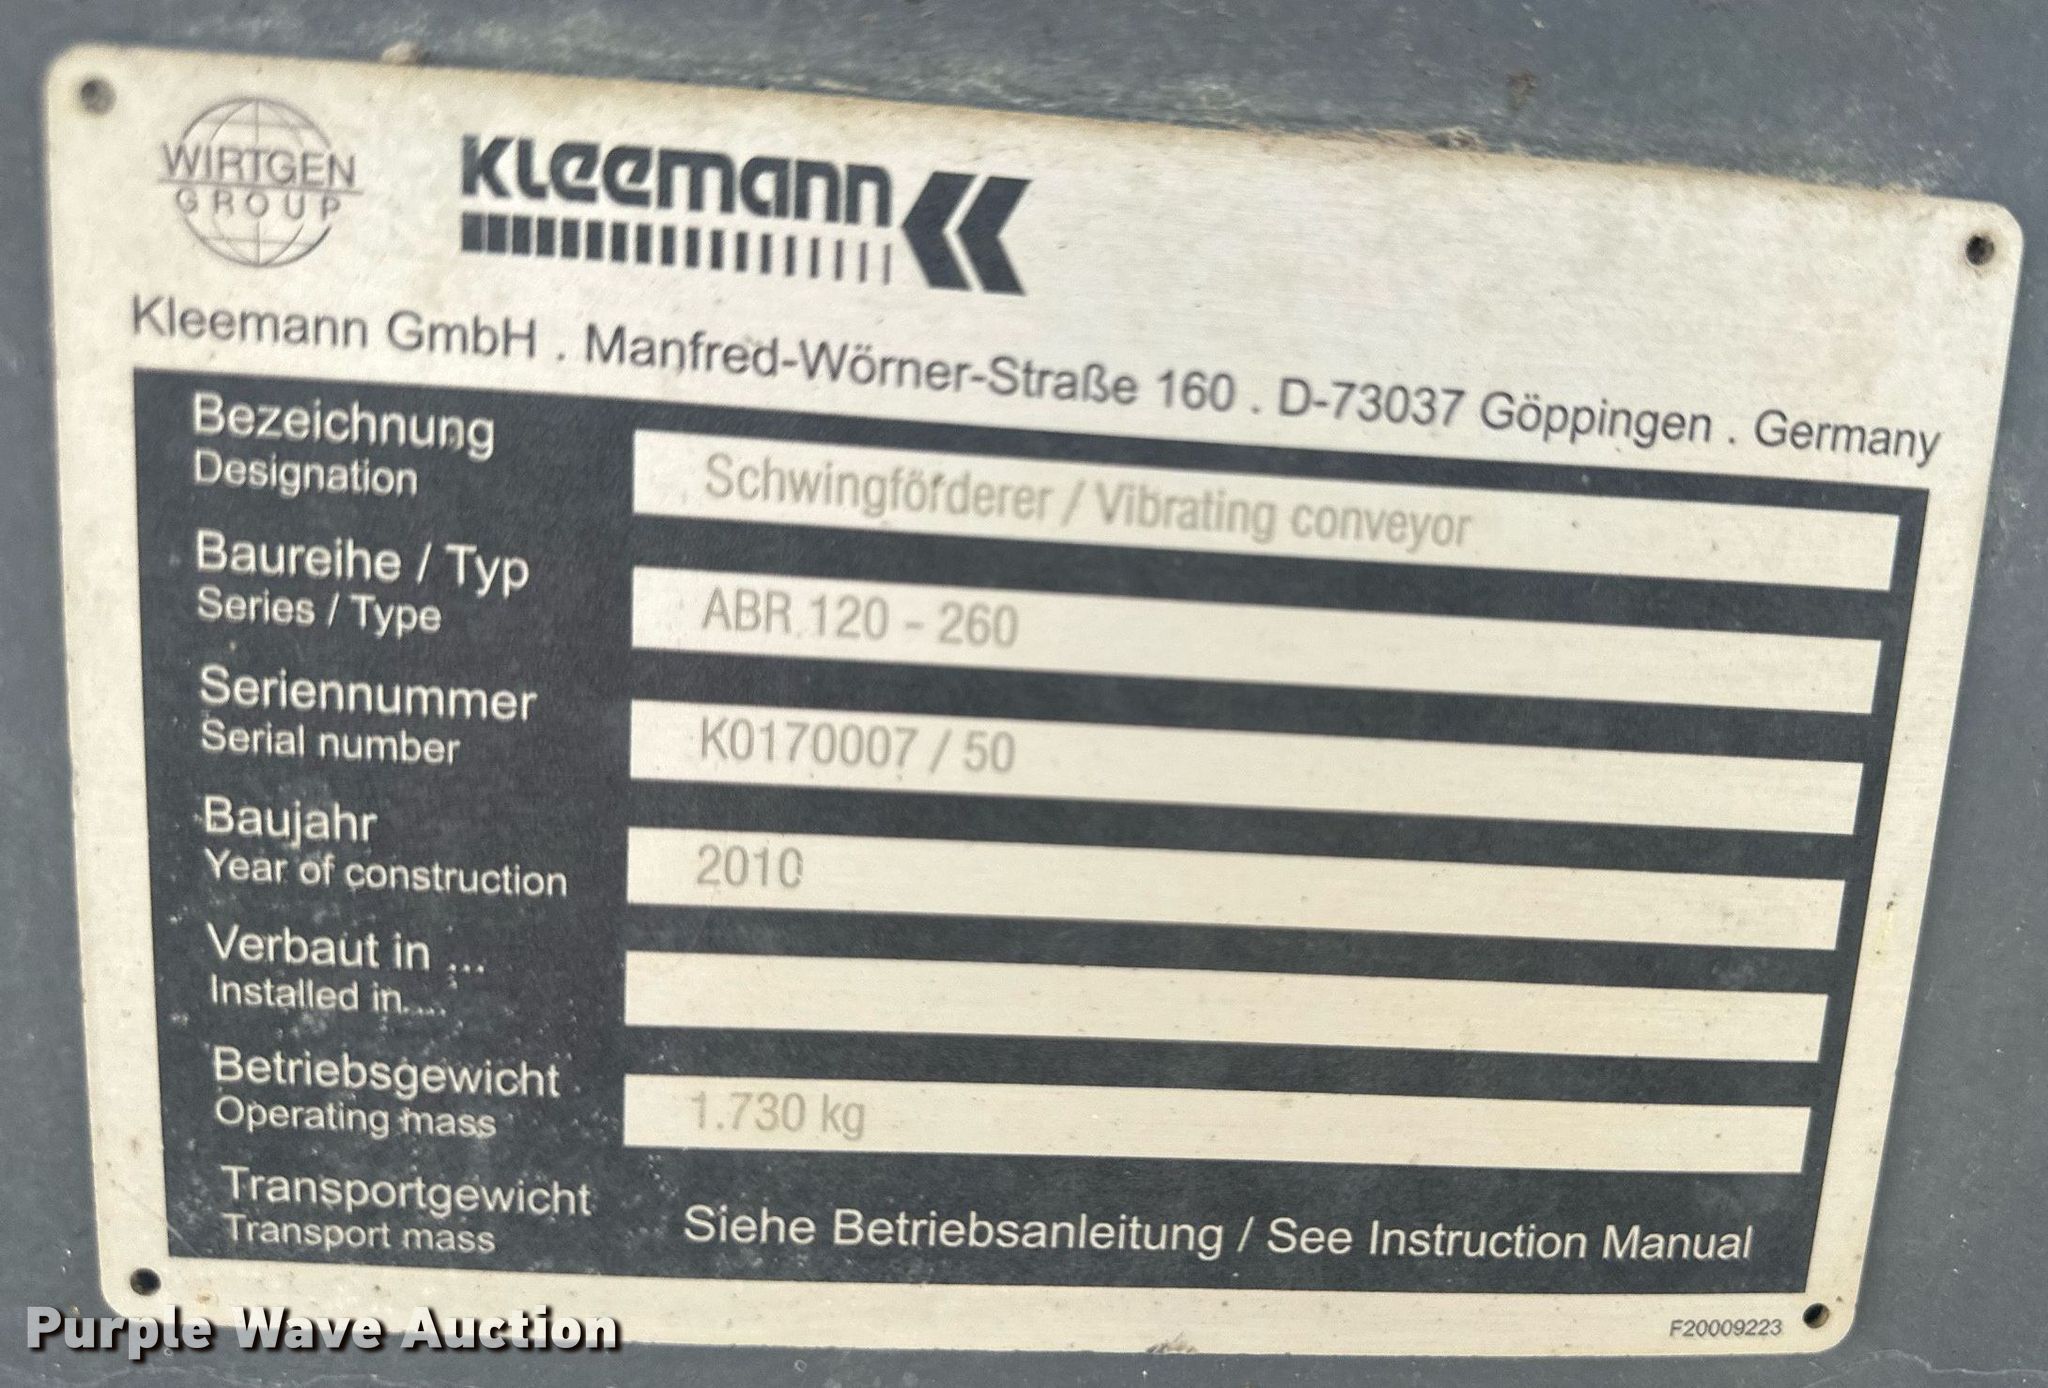 WIRTGEN
GROUP
KLEEMANN
Kleemann GmbH . Manfred-Wörner-Straße 160 . D-73037 Göppingen . Germany
Bezeichnung
Designation
Schwingförderer / Vibrating conveyor
Baureihe / Typ
Series / Type
ABR 120 - 260
Seriennummer
Serial number
K0170007 / 50
Baujahr
Year of construction
2010
Verbaut in ...
Installed in....
Betriebsgewicht
Operating mass
1.730 kg
Transportgewicht
Transport mass
Siehe Betriebsanleitung / See Instruction Manual
F20009223
Purple Wave Auction